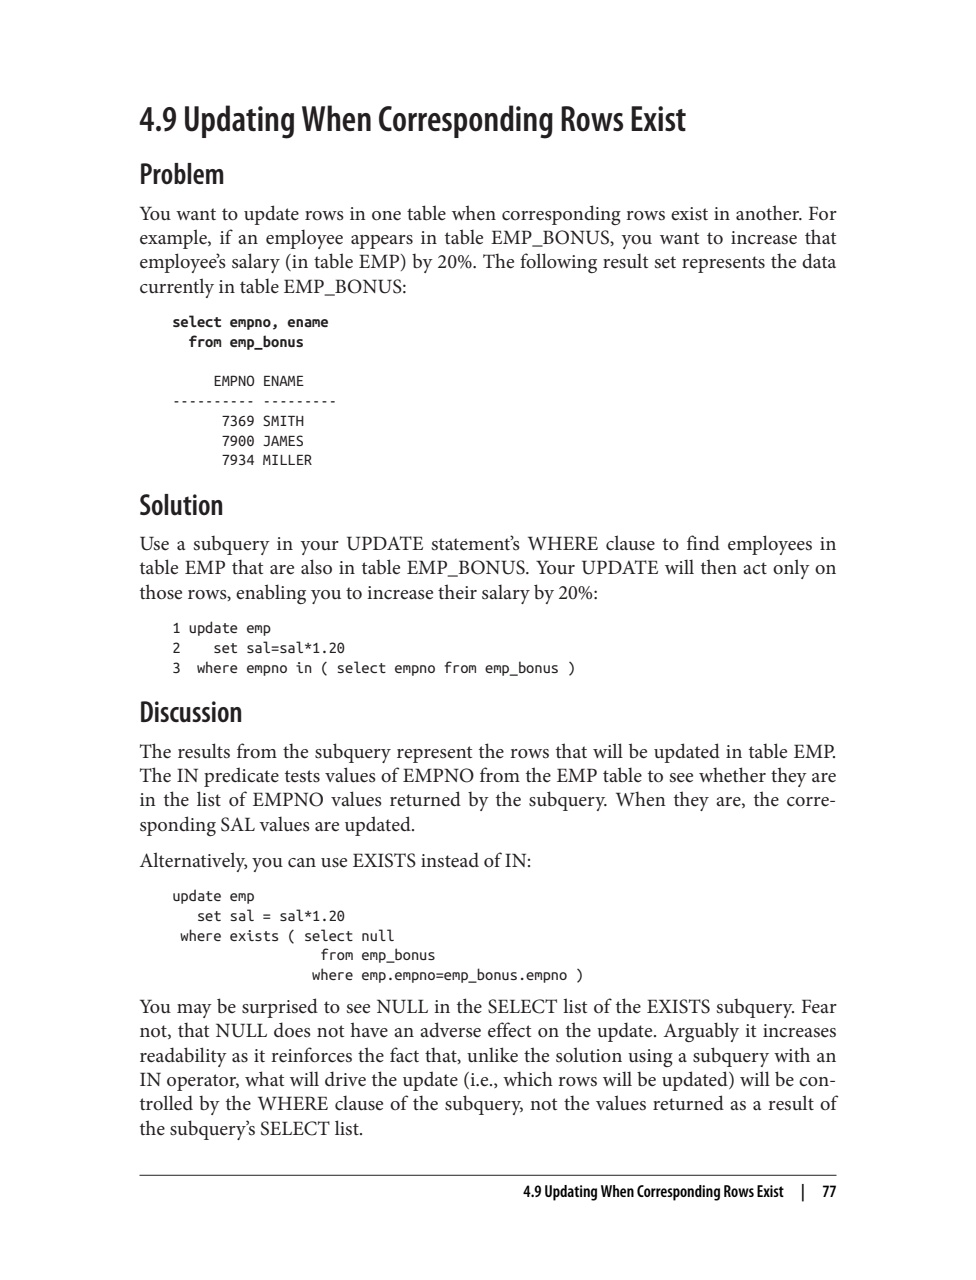 4.9 Updating When Corresponding Rows Exist
Problem
You want to update rows in one table when corresponding rows exist in another. For
example, if an employee appears in table EMP_BONUS, you want to increase that
employee's salary (in table EMP) by 20%. The following result set represents the data
currently in table EMP_BONUS:
select empno, ename
  from emp_bonus
     EMPNO ENAME
---------- ---------
      7369 SMITH
      7900 JAMES
      7934 MILLER
Solution
Use a subquery in your UPDATE statement's WHERE clause to find employees in
table EMP that are also in table EMP_BONUS. Your UPDATE will then act only on
those rows, enabling you to increase their salary by 20%:
1 update emp
2    set sal=sal*1.20
3  where empno in ( select empno from emp_bonus )
Discussion
The results from the subquery represent the rows that will be updated in table EMP.
The IN predicate tests values of EMPNO from the EMP table to see whether they are
in the list of EMPNO values returned by the subquery. When they are, the corre-
sponding SAL values are updated.
Alternatively, you can use EXISTS instead of IN:
update emp
   set sal = sal*1.20
 where exists ( select null
                  from emp_bonus
                 where emp.empno=emp_bonus.empno )
You may be surprised to see NULL in the SELECT list of the EXISTS subquery. Fear
not, that NULL does not have an adverse effect on the update. Arguably it increases
readability as it reinforces the fact that, unlike the solution using a subquery with an
IN operator, what will drive the update (i.e., which rows will be updated) will be con-
trolled by the WHERE clause of the subquery, not the values returned as a result of
the subquery's SELECT list.
4.9 Updating When Corresponding Rows Exist | 77